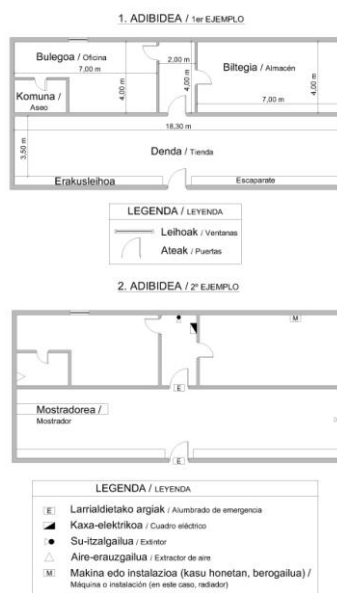 1. ADIBIDEA / 1er EJEMPLO
Bulegoa / Oficina
7,00 m
2,00 m
Biltegia / Almacén
4,00 m
4,00 m
4,00 m
7,00 m
Komuna /
Aseo
18,30 m
3,50 m
Denda / Tienda
Erakusleihoa
Escaparate
LEGENDA / LEYENDA
Leihoak / Ventanas
Ateak / Puertas
2. ADIBIDEA / 2º EJEMPLO
M
E
Mostradorea /
Mostrador
E
LEGENDA / LEYENDA
E Larrialdietako argiak / Alumbrado de emergencia
Kaxa-elektrikoa / Cuadro eléctrico
Su-itzalgailua / Extintor
Aire-erauzgailua / Extractor de aire
M Makina edo instalazioa (kasu honetan, berogailua) /
Máquina o instalación (en este caso, radiador)